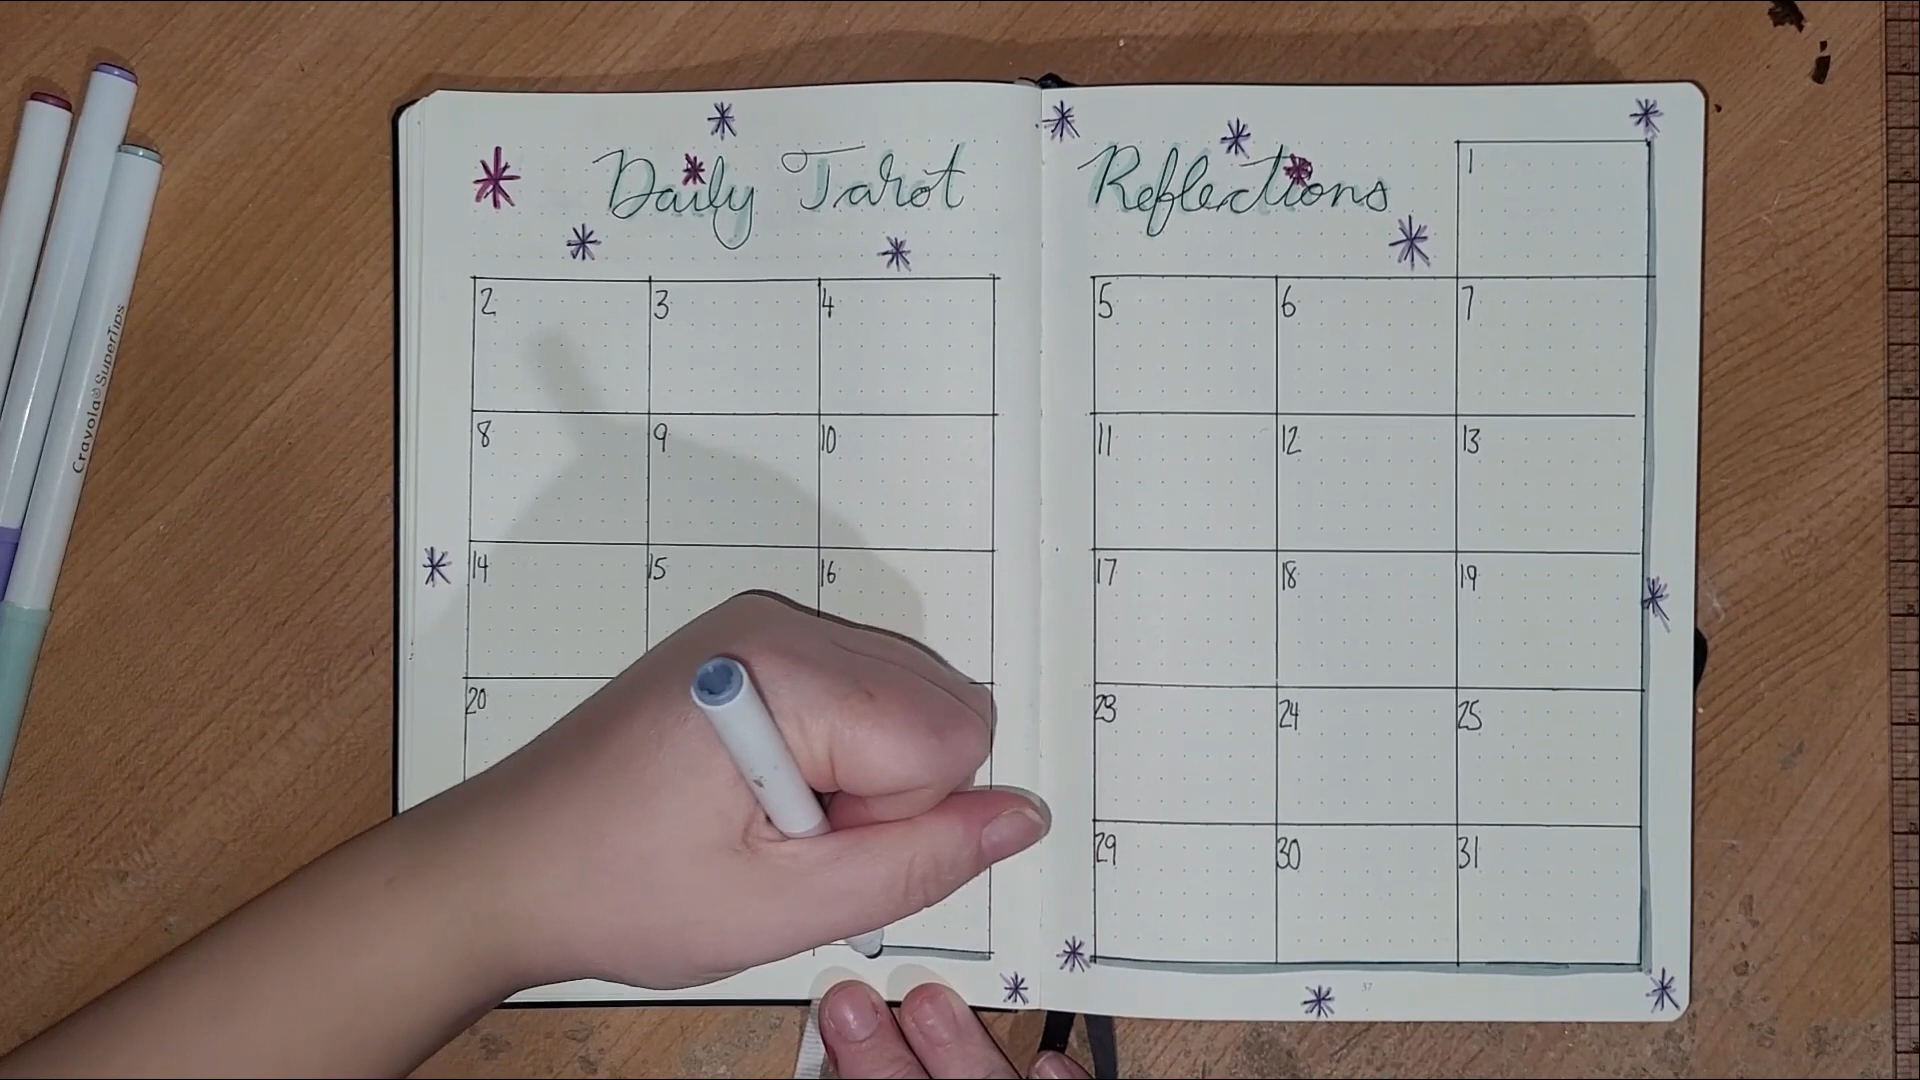 Daily Tarot Reflections
1
2 3 4 5 6 7
8 9 10 11 12 13
14 15 16 17 18 19
20 23 24 25
29 30 31
37
Crayola SuperTips